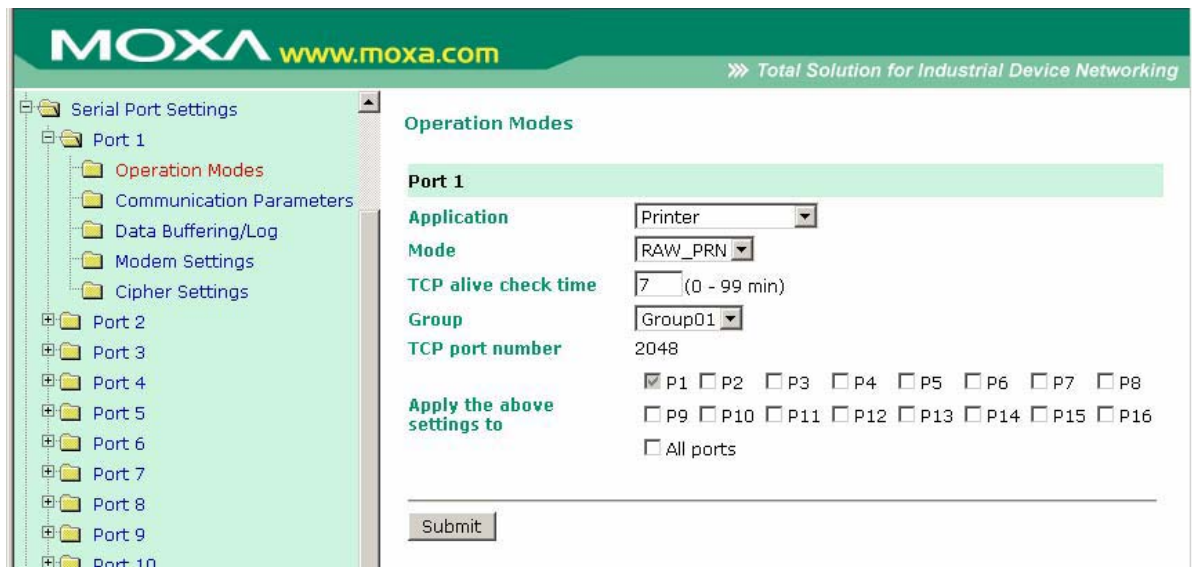 MOXA www.moxa.com
Total Solution for Industrial Device Networking
Serial Port Settings
Port 1
Operation Modes
Communication Parameters
Data Buffering/Log
Modem Settings
Cipher Settings
Port 2
Port 3
Port 4
Port 5
Port 6
Port 7
Port 8
Port 9
Port 10
Operation Modes
Port 1
Application Printer
Mode RAW_PRN
TCP alive check time 7 (0 - 99 min)
Group Group01
TCP port number 2048
Apply the above settings to
P1 P2 P3 P4 P5 P6 P7 P8
P9 P10 P11 P12 P13 P14 P15 P16
All ports
Submit